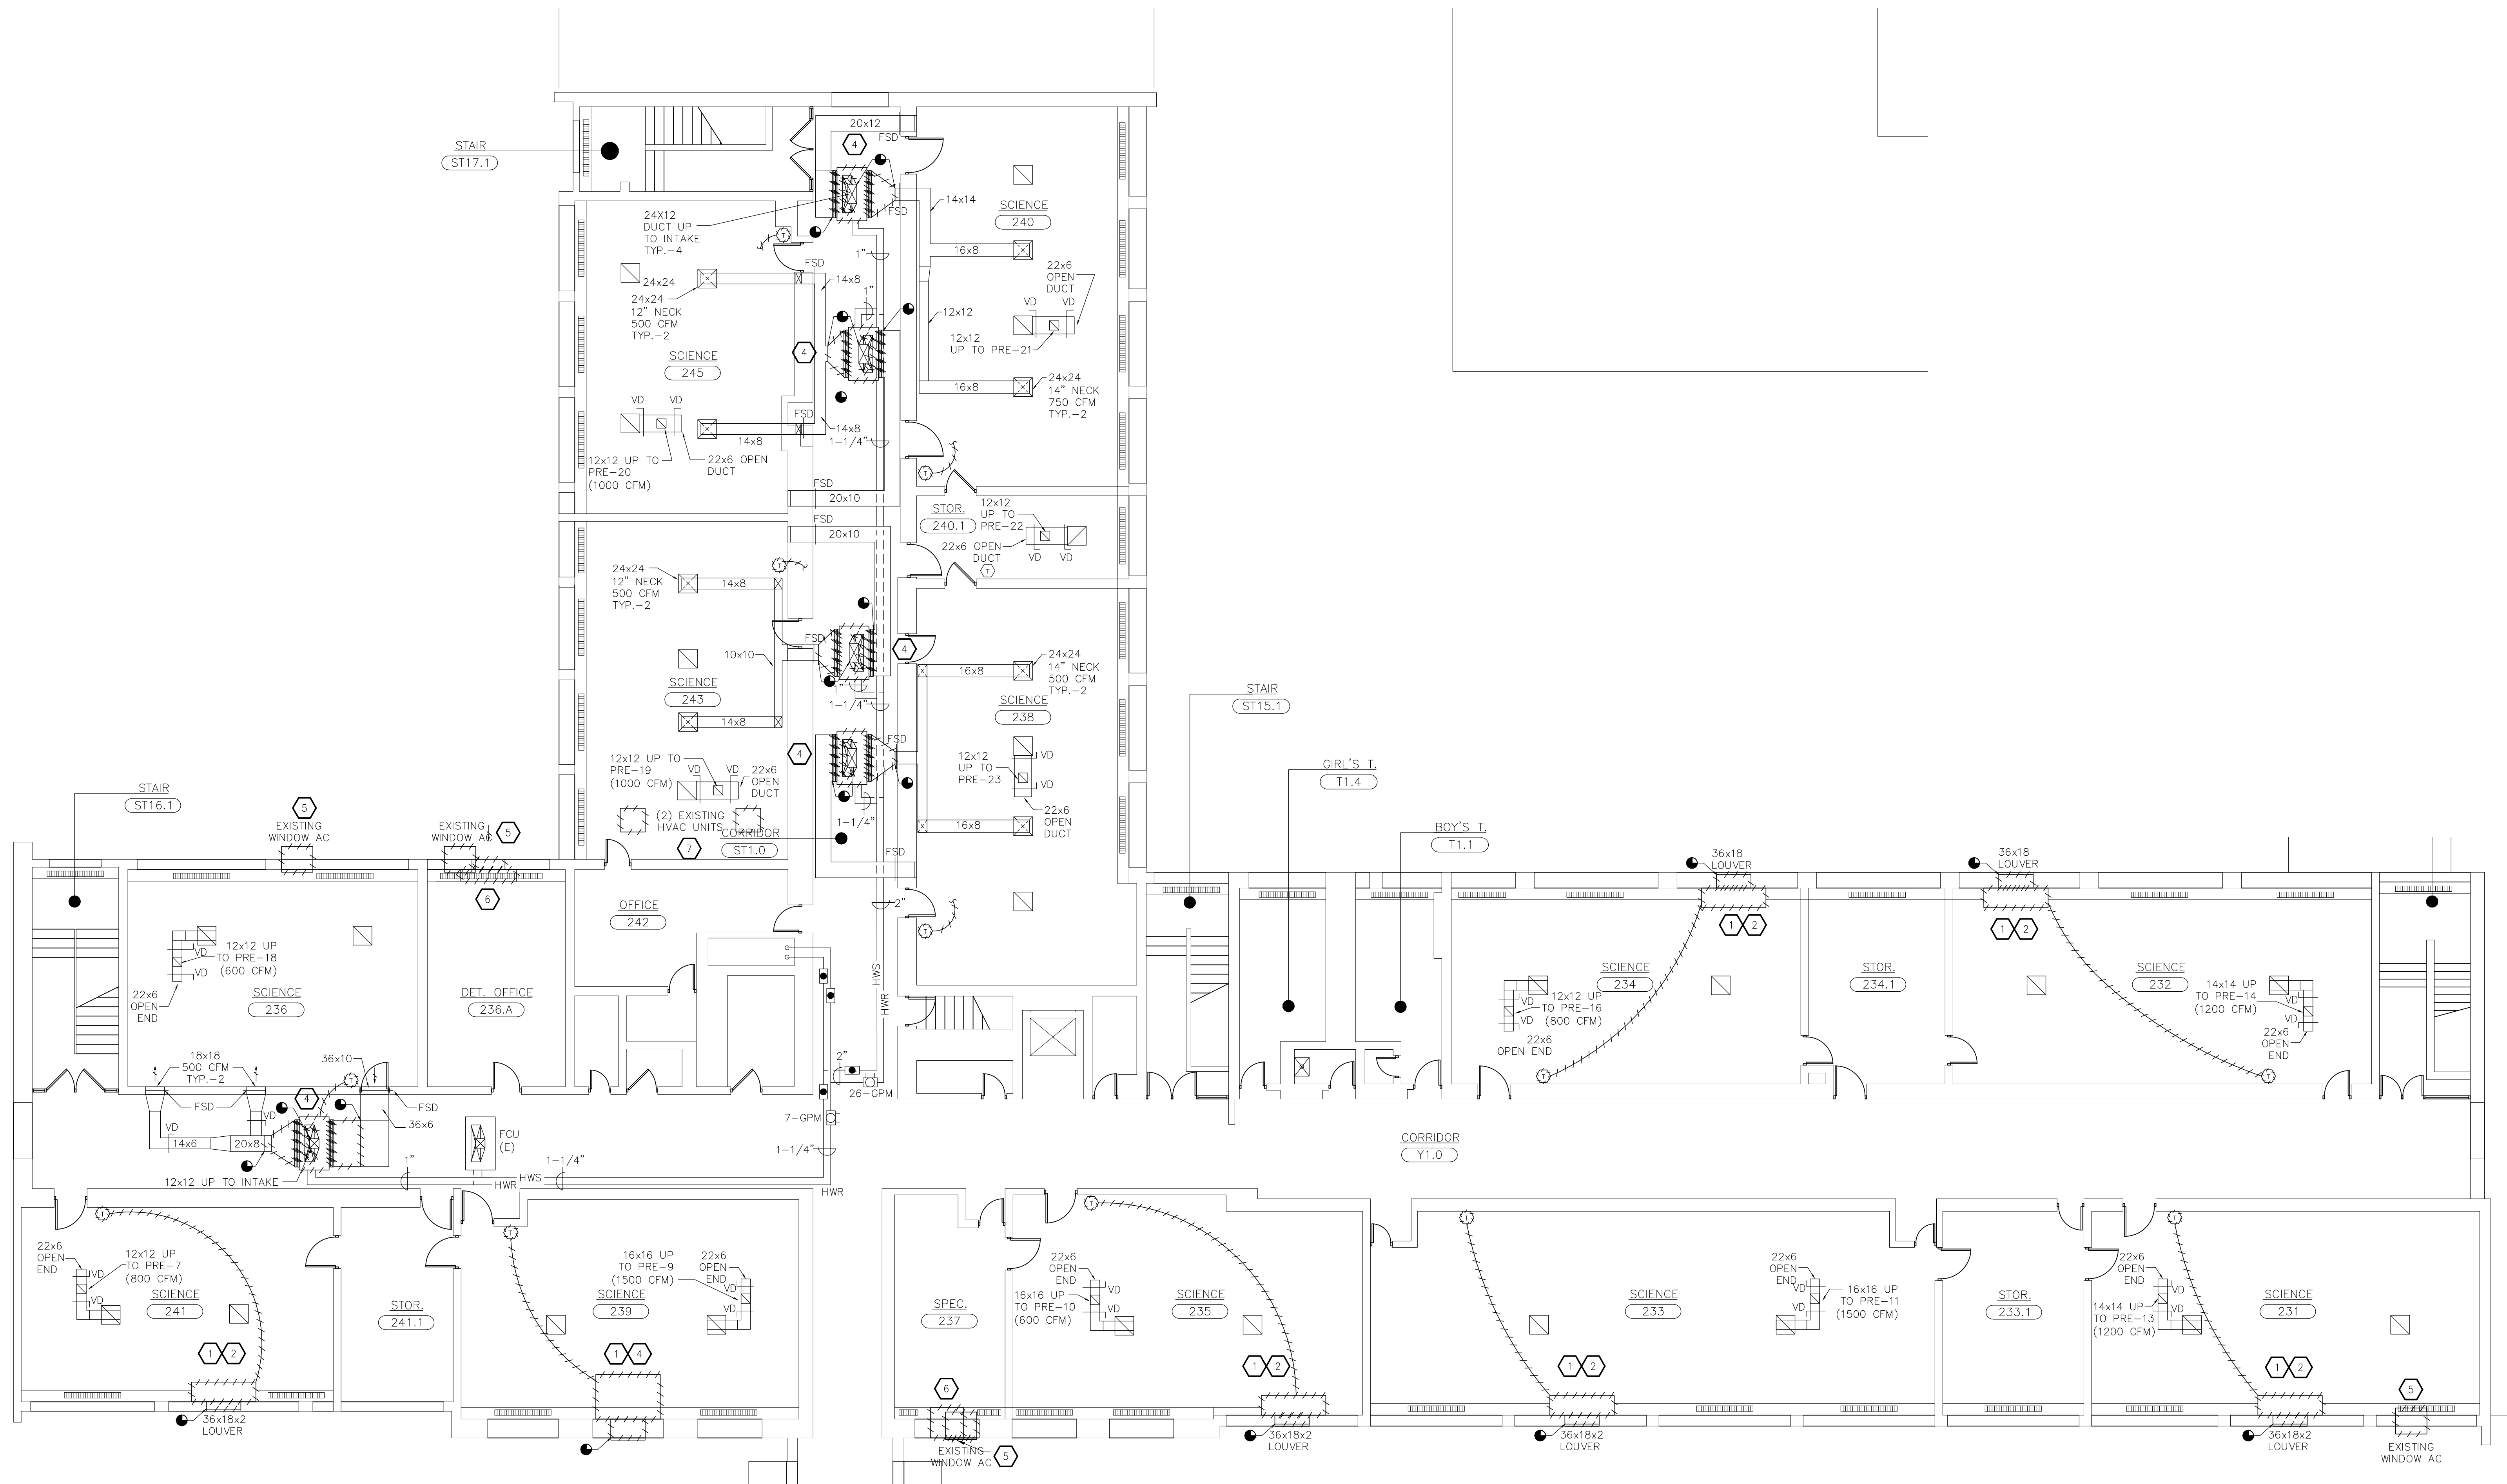 20x12
FSD
4
STAIR
ST17.1
14x14
FSD
SCIENCE
240
24X12
DUCT UP
TO INTAKE
TYP.-4
T
16x8
1"
FSD
24x24
14x8
22x6
OPEN
DUCT
VD
VD
24x24
12" NECK
500 CFM
TYP.-2
1"
12x12
12x12
UP TO PRE-21
4
SCIENCE
245
16x8
24x24
14" NECK
750 CFM
TYP.-2
VD
VD
FSD
14x8
14x8
1-1/4"
12x12 UP TO
PRE-20
(1000 CFM)
22x6 OPEN
DUCT
T
FSD
20x10
STOR.
240.1
12x12
UP TO
PRE-22
FSD
20x10
22x6 OPEN
DUCT
VD
VD
T
T
24x24
12" NECK
500 CFM
TYP.-2
14x8
FSD
4
10x10
16x8
24x24
14" NECK
500 CFM
TYP.-2
SCIENCE
243
1"
1-1/4"
SCIENCE
238
14x8
STAIR
ST15.1
FSD
4
12x12 UP TO
PRE-19
(1000 CFM)
VD
VD
22x6
OPEN
DUCT
12x12
UP TO
PRE-23
VD
VD
22x6
OPEN
DUCT
GIRL'S T.
T1.4
STAIR
ST16.1
(2) EXISTING
HVAC UNITS
1-1/4"
16x8
CORRIDOR
ST1.0
7
FSD
5
EXISTING
WINDOW AC
EXISTING
WINDOW AC
5
6
BOY'S T.
T1.1
36x18
LOUVER
36x18
LOUVER
OFFICE
242
2"
T
1
2
1
2
12x12 UP
TO PRE-18
(600 CFM)
VD
VD
22x6
OPEN
END
SCIENCE
236
DET. OFFICE
236.A
HWS
HWR
SCIENCE
234
12x12 UP
TO PRE-16
(800 CFM)
VD
VD
22x6
OPEN END
STOR.
234.1
SCIENCE
232
14x14 UP
TO PRE-14
(1200 CFM)
VD
VD
22x6
OPEN
END
18x18
500 CFM
TYP.-2
36x10
T
2"
26-GPM
T
T
FSD
4
FSD
VD
36x6
VD
14x6
20x8
FCU
(E)
7-GPM
1-1/4"
CORRIDOR
Y1.0
12x12 UP TO INTAKE
1"
1-1/4"
HWS
HWR
HWR
T
T
T
T
T
22x6
OPEN
END
12x12 UP
TO PRE-7
(800 CFM)
VD
VD
SCIENCE
241
STOR.
241.1
16x16 UP
TO PRE-9
(1500 CFM)
22x6
OPEN
END
VD
VD
SCIENCE
239
SPEC.
237
22x6
OPEN
END
16x16 UP
TO PRE-10
(600 CFM)
VD
VD
SCIENCE
235
SCIENCE
233
22x6
OPEN
END
VD
VD
16x16 UP
TO PRE-11
(1500 CFM)
STOR.
233.1
22x6
OPEN
END
14x14 UP
TO PRE-13
(1200 CFM)
VD
VD
SCIENCE
231
1
2
1
4
1
2
1
2
1
2
6
5
36x18x2
LOUVER
EXISTING
WINDOW AC
5
36x18x2
LOUVER
36x18x2
LOUVER
36x18x2
LOUVER
EXISTING
WINDOW AC